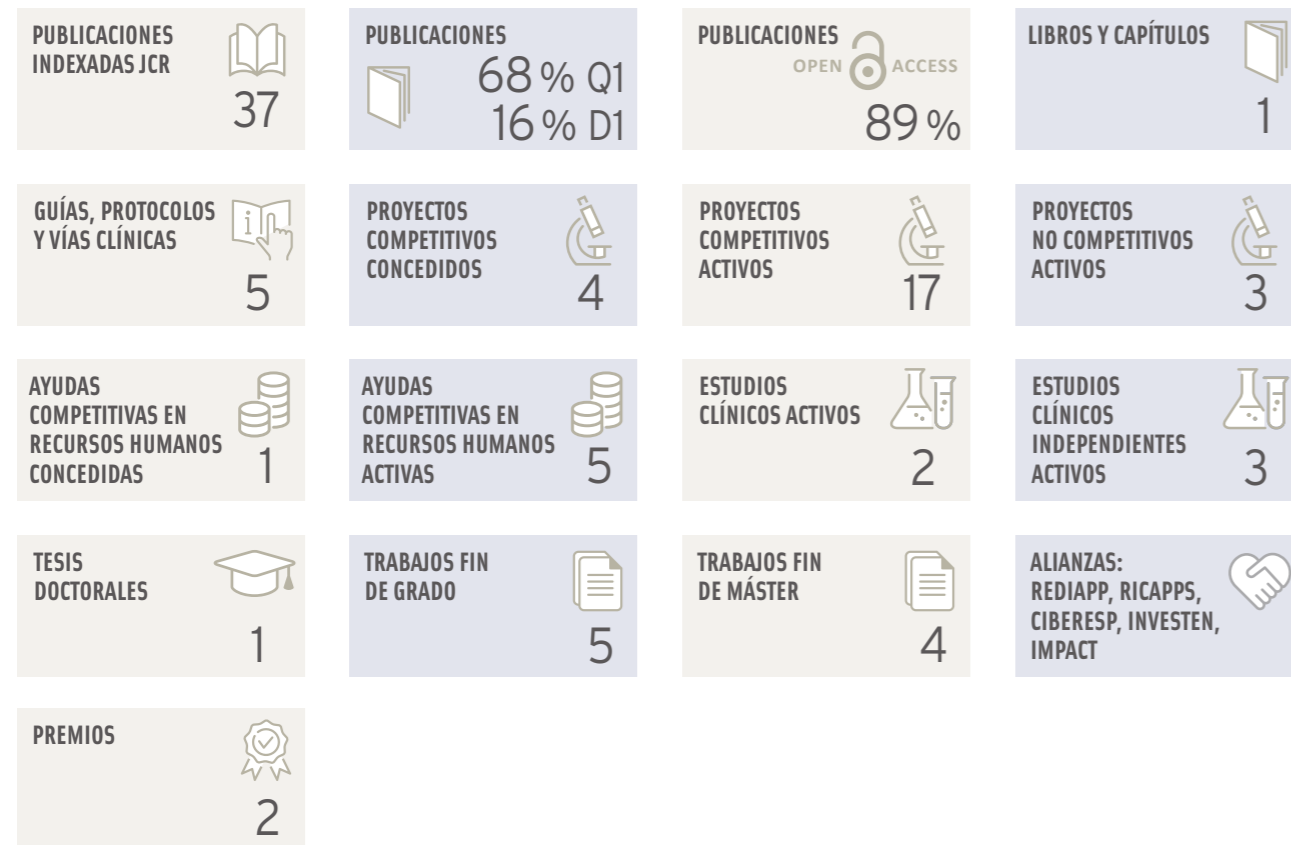 PUBLICACIONES
INDEXADAS JCR
37
PUBLICACIONES
68 % Q1
16 % D1
PUBLICACIONES
OPEN ACCESS
89 %
LIBROS Y CAPÍTULOS
1
GUÍAS, PROTOCOLOS
Y VÍAS CLÍNICAS
i
5
PROYECTOS
COMPETITIVOS
CONCEDIDOS
4
PROYECTOS
COMPETITIVOS
ACTIVOS
17
PROYECTOS
NO COMPETITIVOS
ACTIVOS
3
AYUDAS
COMPETITIVAS EN
RECURSOS HUMANOS
CONCEDIDAS
1
AYUDAS
COMPETITIVAS EN
RECURSOS HUMANOS
ACTIVAS
5
ESTUDIOS
CLÍNICOS ACTIVOS
2
ESTUDIOS
CLÍNICOS
INDEPENDIENTES
ACTIVOS
3
TESIS
DOCTORALES
1
TRABAJOS FIN
DE GRADO
5
TRABAJOS FIN
DE MÁSTER
4
ALIANZAS:
REDIAPP, RICAPPS,
CIBERESP, INVESTEN,
IMPACT
PREMIOS
2